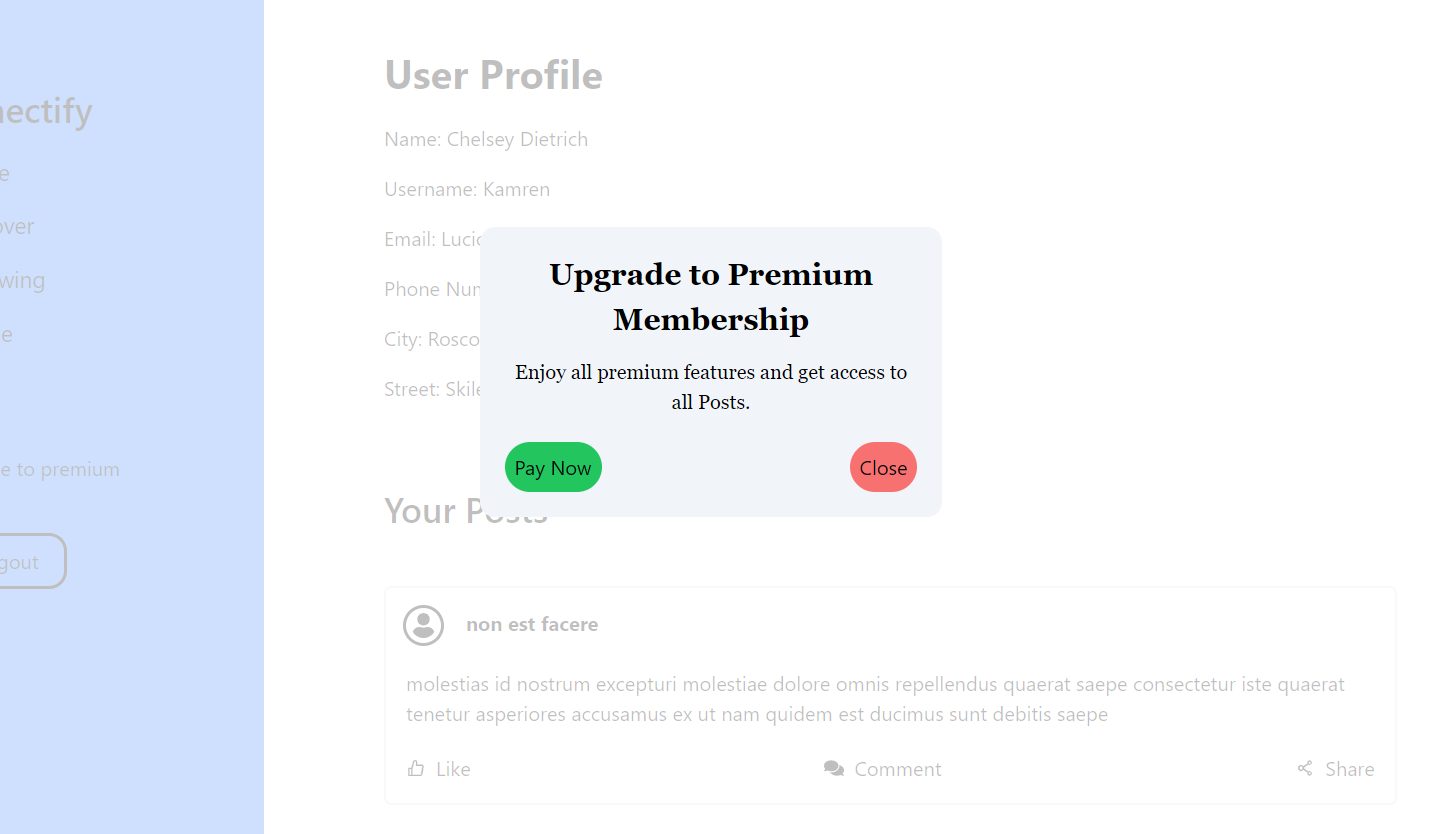 nectify
e
over
wing
e
e to premium
gout
User Profile
Name: Chelsey Dietrich
Username: Kamren
Email: Lucio
Phone Num
City: Rosco
Street: Skile
Upgrade to Premium
Membership
Enjoy all premium features and get access to
all Posts.
Pay Now
Close
Your Posts
non est facere
molestias id nostrum excepturi molestiae dolore omnis repellendus quaerat saepe consectetur iste quaerat
tenetur asperiores accusamus ex ut nam quidem est ducimus sunt debitis saepe
Like
Comment
Share